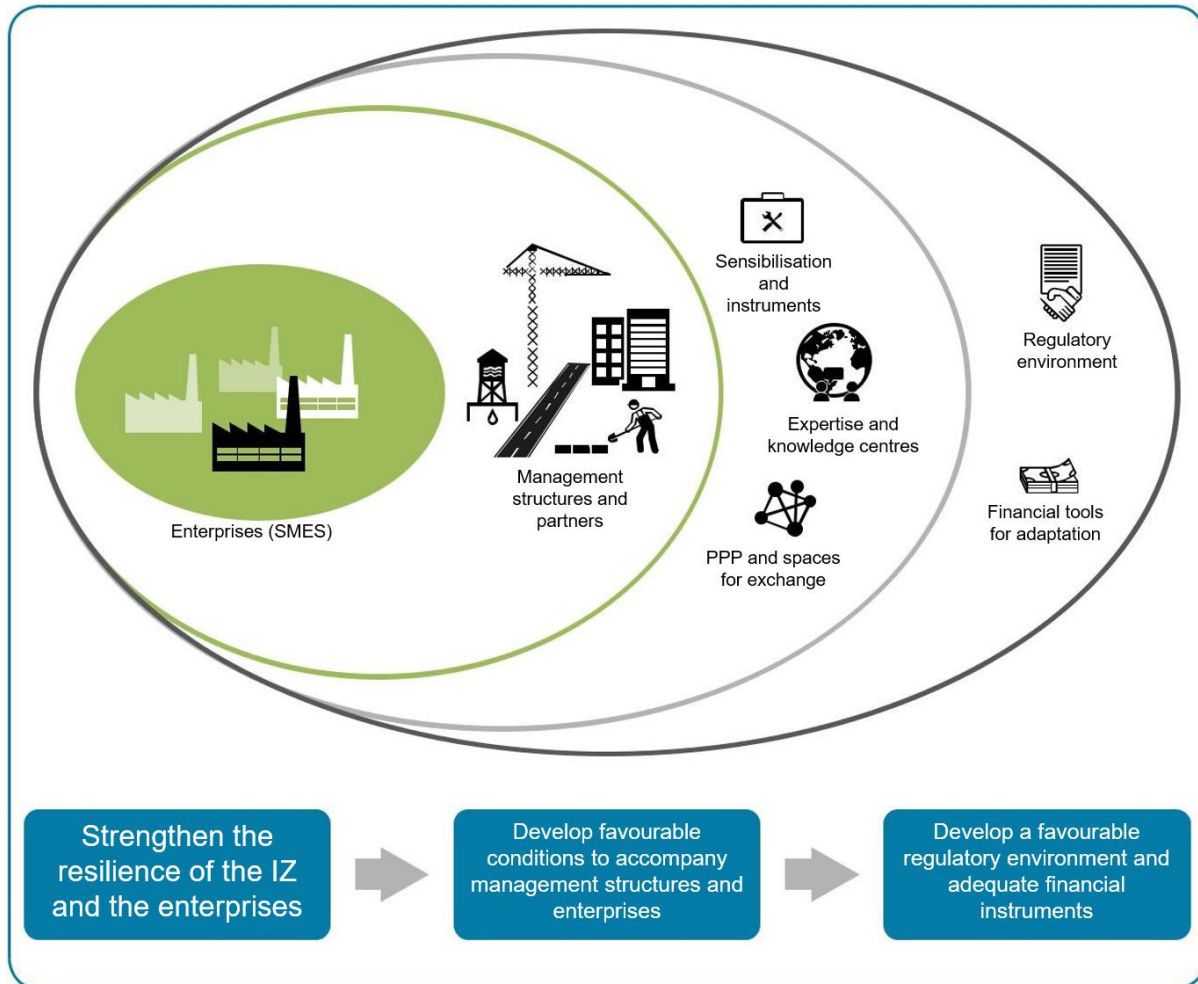 Sensibilisation
and
instruments
Regulatory
environment
Expertise and
knowledge centres
Management
structures and
partners
Enterprises (SMES)
Financial tools
for adaptation
PPP and spaces
for exchange
Strengthen the
resilience of the IZ
and the enterprises
Develop favourable
conditions to accompany
management structures and
enterprises
Develop a favourable
regulatory environment and
adequate financial
instruments